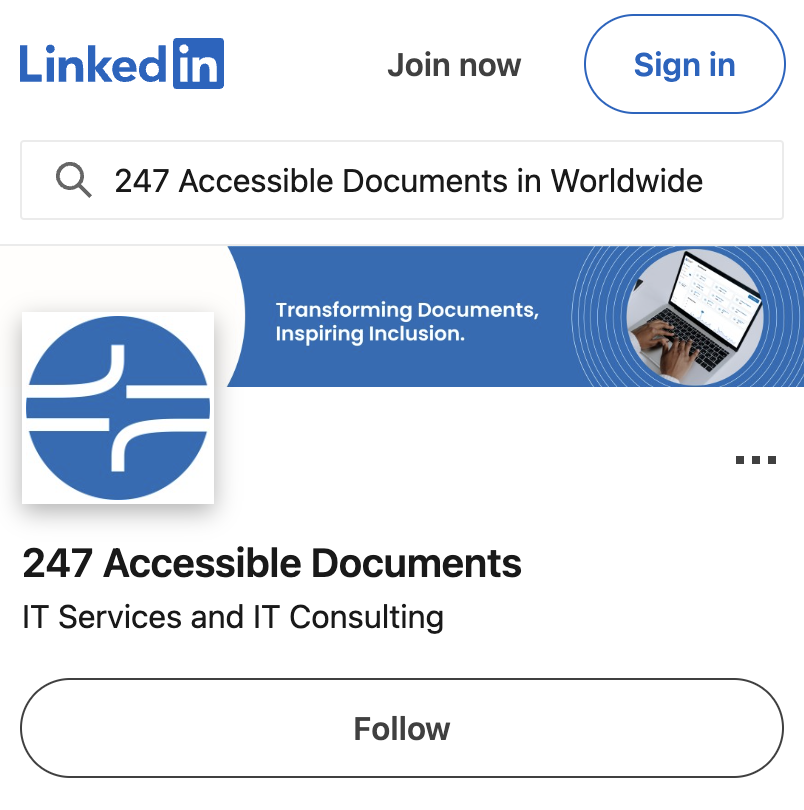 Linkedin
Join now
Sign in
247 Accessible Documents in Worldwide
Transforming Documents,
Inspiring Inclusion.
247 Accessible Documents
IT Services and IT Consulting
Follow